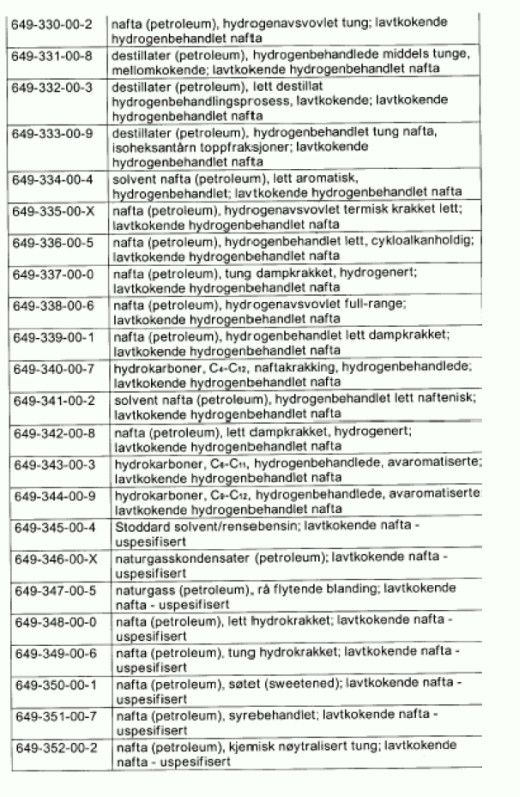 649-330-00-2 nafta (petroleum), hydrogenavsvovlet tung; lavtkokende
hydrogenbehandlet nafta
649-331-00-8 destillater (petroleum), hydrogenbehandlede middels tunge,
mellomkokende; lavtkokende hydrogenbehandlet nafta
649-332-00-3 destillater (petroleum), lett destillat
hydrogenbehandlingsprosess, lavtkokende; lavtkokende
hydrogenbehandlet nafta
649-333-00-9 destillater (petroleum), hydrogenbehandlet tung nafta,
isoheksantårn toppfraksjoner; lavtkokende
hydrogenbehandlet nafta
649-334-00-4 solvent nafta (petroleum), lett aromatisk,
hydrogenbehandlet; lavtkokende hydrogenbehandlet nafta
649-335-00-X nafta (petroleum), hydrogenavsvovlet termisk krakket lett;
lavtkokende hydrogenbehandlet nafta
649-336-00-5 nafta (petroleum), hydrogenbehandlet lett, cykloalkanholdig;
lavtkokende hydrogenbehandlet nafta
649-337-00-0 nafta (petroleum), tung dampkrakket, hydrogenert;
lavtkokende hydrogenbehandlet nafta
649-338-00-6 nafta (petroleum), hydrogenavsvovlet full-range;
lavtkokende hydrogenbehandlet nafta
649-339-00-1 nafta (petroleum), hydrogenbehandlet lett dampkrakket;
lavtkokende hydrogenbehandlet nafta
649-340-00-7 hydrokarboner, C₄-C₁₂, naftakrakking, hydrogenbehandlede;
lavtkokende hydrogenbehandlet nafta
649-341-00-2 solvent nafta (petroleum), hydrogenbehandlet lett naftenisk;
lavtkokende hydrogenbehandlet nafta
649-342-00-8 nafta (petroleum), lett dampkrakket, hydrogenert;
lavtkokende hydrogenbehandlet nafta
649-343-00-3 hydrokarboner, C₆-C₁₁, hydrogenbehandlede, avaromatiserte;
lavtkokende hydrogenbehandlet nafta
649-344-00-9 hydrokarboner, C₉-C₁₂, hydrogenbehandlede, avaromatiserte
lavtkokende hydrogenbehandlet nafta
649-345-00-4 Stoddard solvent/rensebensin; lavtkokende nafta -
uspesifisert
649-346-00-X naturgasskondensater (petroleum); lavtkokende nafta -
uspesifisert
649-347-00-5 naturgass (petroleum), rå flytende blanding; lavtkokende
nafta - uspesifisert
649-348-00-0 nafta (petroleum), lett hydrokrakket; lavtkokende nafta -
uspesifisert
649-349-00-6 nafta (petroleum), tung hydrokrakket; lavtkokende nafta -
uspesifisert
649-350-00-1 nafta (petroleum), søtet (sweetened); lavtkokende nafta -
uspesifisert
649-351-00-7 nafta (petroleum), syrebehandlet; lavtkokende nafta -
uspesifisert
649-352-00-2 nafta (petroleum), kjemisk nøytralisert tung; lavtkokende
nafta - uspesifisert